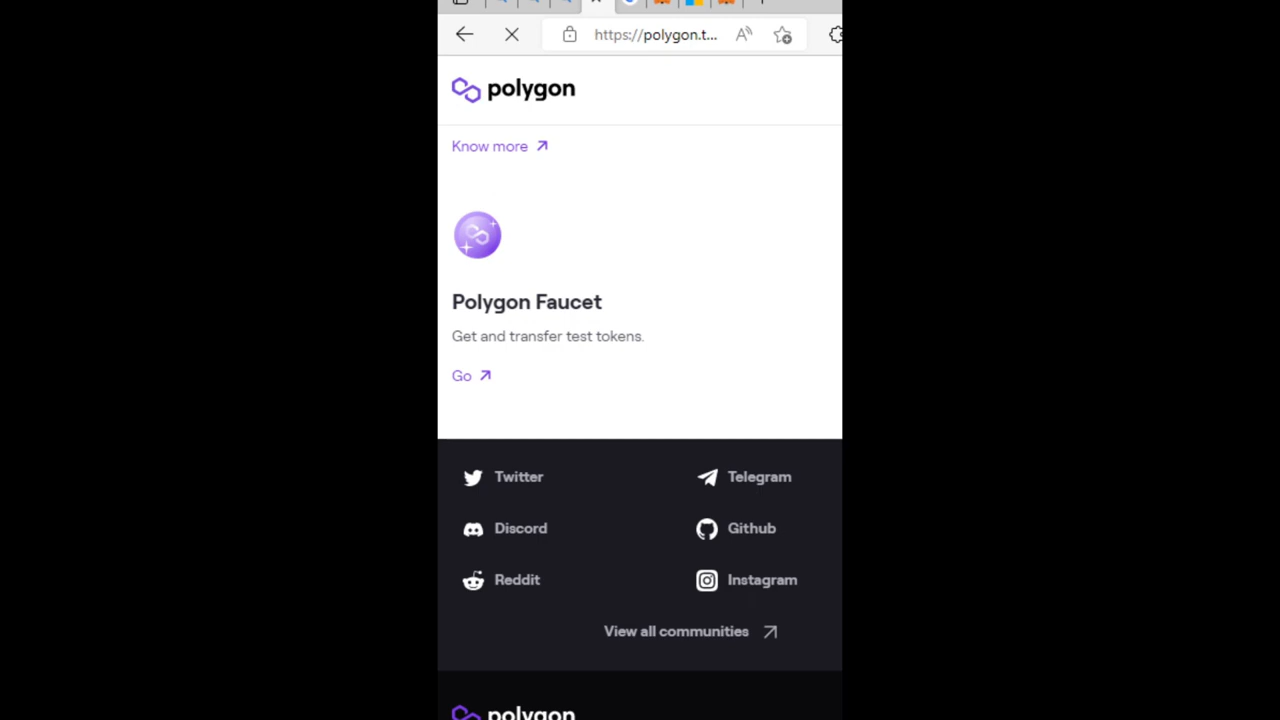 https://polygon.t...
polygon
Know more
Polygon Faucet
Get and transfer test tokens.
Go
Twitter
Telegram
Discord
Github
Reddit
Instagram
View all communities
polygon